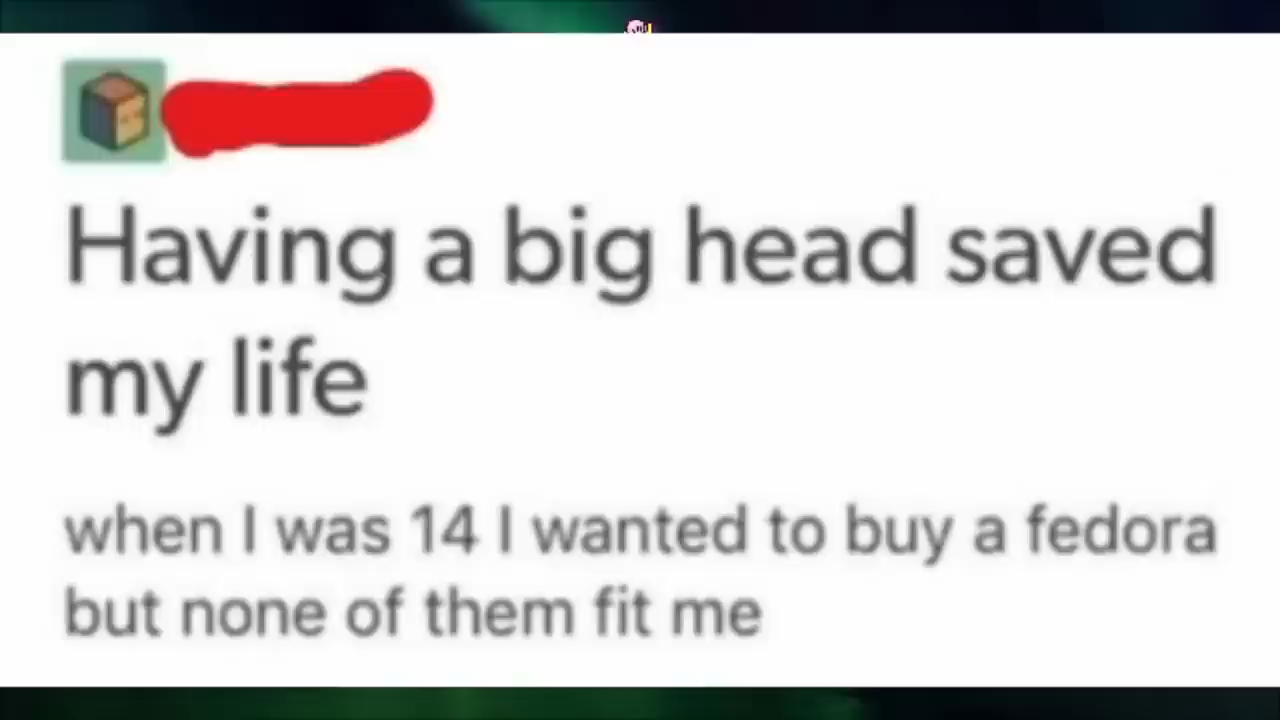 Having a big head saved
my life
when I was 14 I wanted to buy a fedora
but none of them fit me